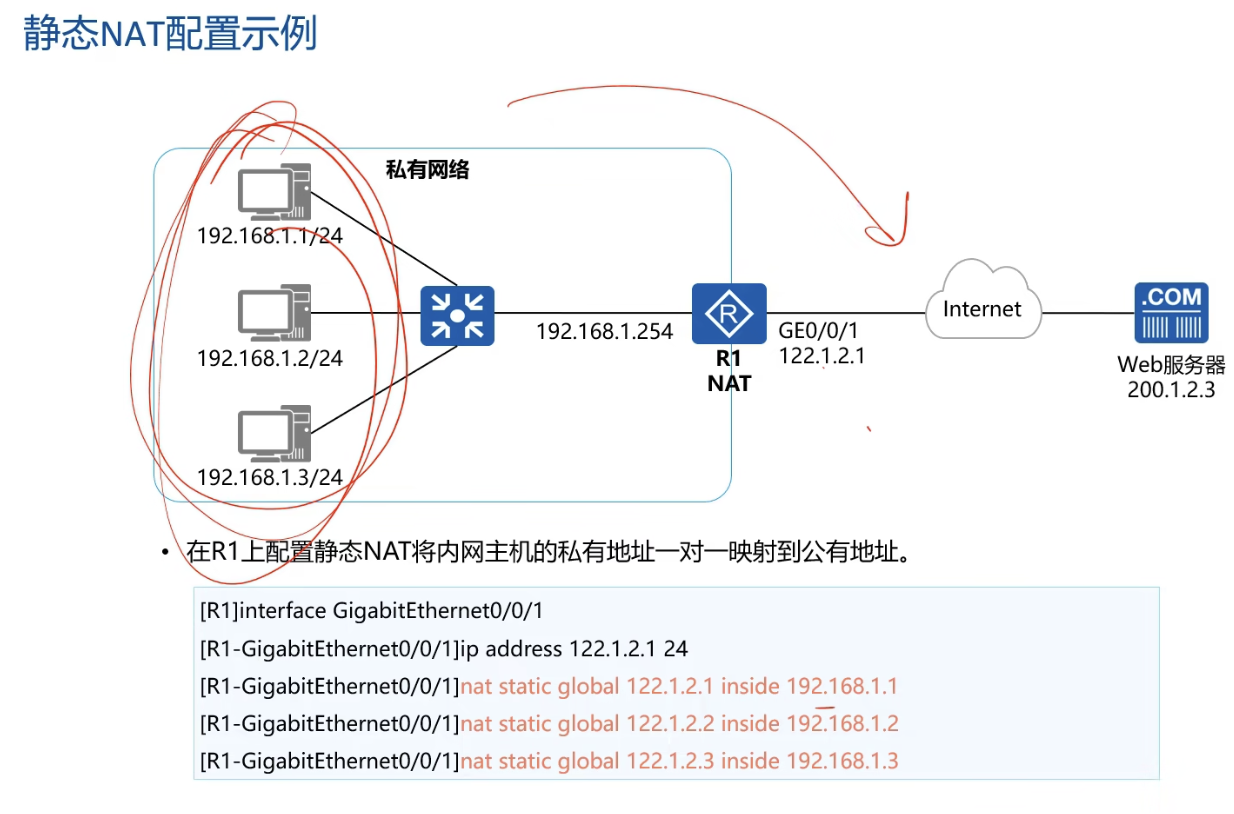 静态NAT配置示例
私有网络
192.168.1.1/24
192.168.1.2/24
192.168.1.3/24
192.168.1.254
R
R1
NAT
GE0/0/1
122.1.2.1
Internet
.COM
Web服务器
200.1.2.3
• 在R1上配置静态NAT将内网主机的私有地址一对一映射到公有地址。
[R1]interface GigabitEthernet0/0/1
[R1-GigabitEthernet0/0/1]ip address 122.1.2.1 24
[R1-GigabitEthernet0/0/1]nat static global 122.1.2.1 inside 192.168.1.1
[R1-GigabitEthernet0/0/1]nat static global 122.1.2.2 inside 192.168.1.2
[R1-GigabitEthernet0/0/1]nat static global 122.1.2.3 inside 192.168.1.3